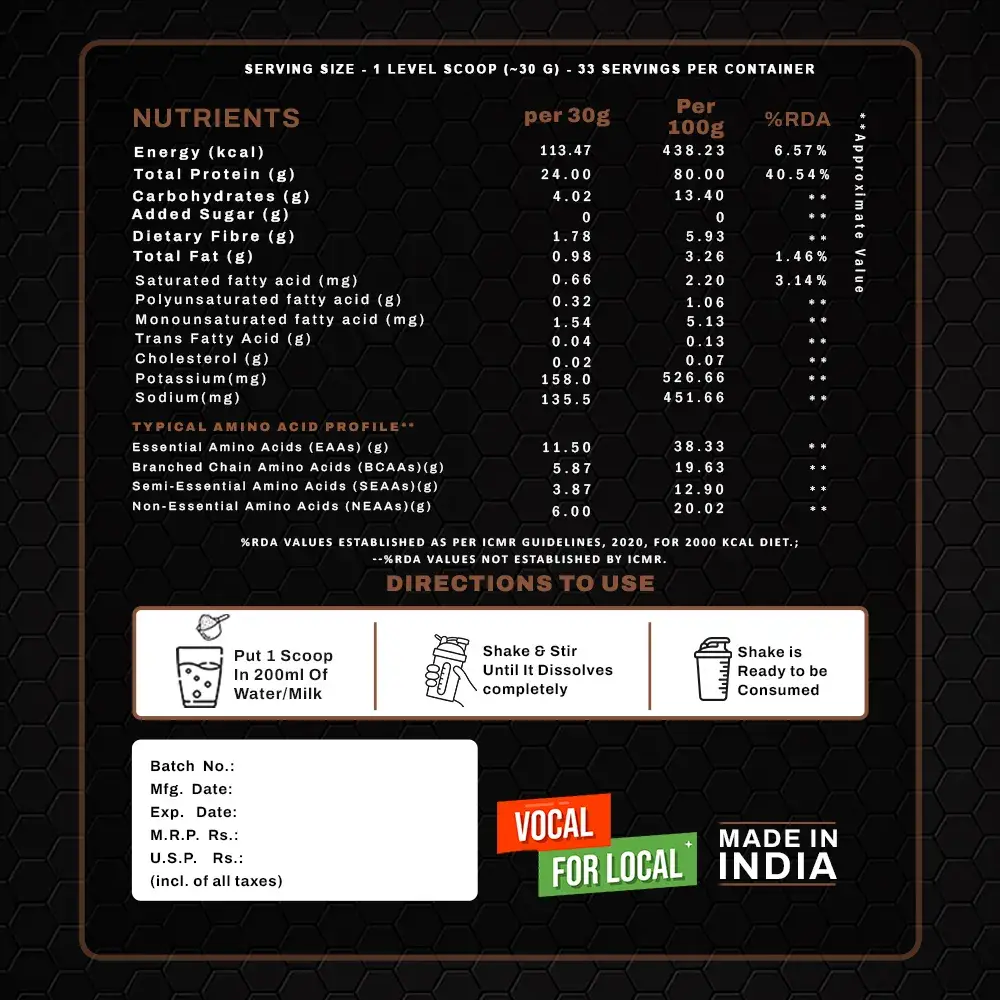 SERVING SIZE - 1 LEVEL SCOOP (~30 G) - 33 SERVINGS PER CONTAINER
NUTRIENTS per 30g Per 100g %RDA
Energy (kcal) 113.47 438.23 6.57%
Total Protein (g) 24.00 80.00 40.54%
Carbohydrates (g) 4.02 13.40 **
Added Sugar (g) 0 0 **
Dietary Fibre (g) 1.78 5.93 **
Total Fat (g) 0.98 3.26 1.46%
Saturated fatty acid (mg) 0.66 2.20 3.14%
Polyunsaturated fatty acid (g) 0.32 1.06 **
Monounsaturated fatty acid (mg) 1.54 5.13 **
Trans Fatty Acid (g) 0.04 0.13 **
Cholesterol (g) 0.02 0.07 **
Potassium(mg) 158.0 526.66 **
Sodium(mg) 135.5 451.66 **
**Approximate Value
TYPICAL AMINO ACID PROFILE**
Essential Amino Acids (EAAs) (g) 11.50 38.33 **
Branched Chain Amino Acids (BCAAs)(g) 5.87 19.63 **
Semi-Essential Amino Acids (SEAAs)(g) 3.87 12.90 **
Non-Essential Amino Acids (NEAAs)(g) 6.00 20.02 **
%RDA VALUES ESTABLISHED AS PER ICMR GUIDELINES, 2020, FOR 2000 KCAL DIET.;
--%RDA VALUES NOT ESTABLISHED BY ICMR.
DIRECTIONS TO USE
Put 1 Scoop
In 200ml Of
Water/Milk
Shake & Stir
Until It Dissolves
completely
Shake is
Ready to be
Consumed
Batch No.:
Mfg. Date:
Exp. Date:
M.R.P. Rs.:
U.S.P. Rs.:
(incl. of all taxes)
VOCAL
FOR LOCAL+
MADE IN
INDIA